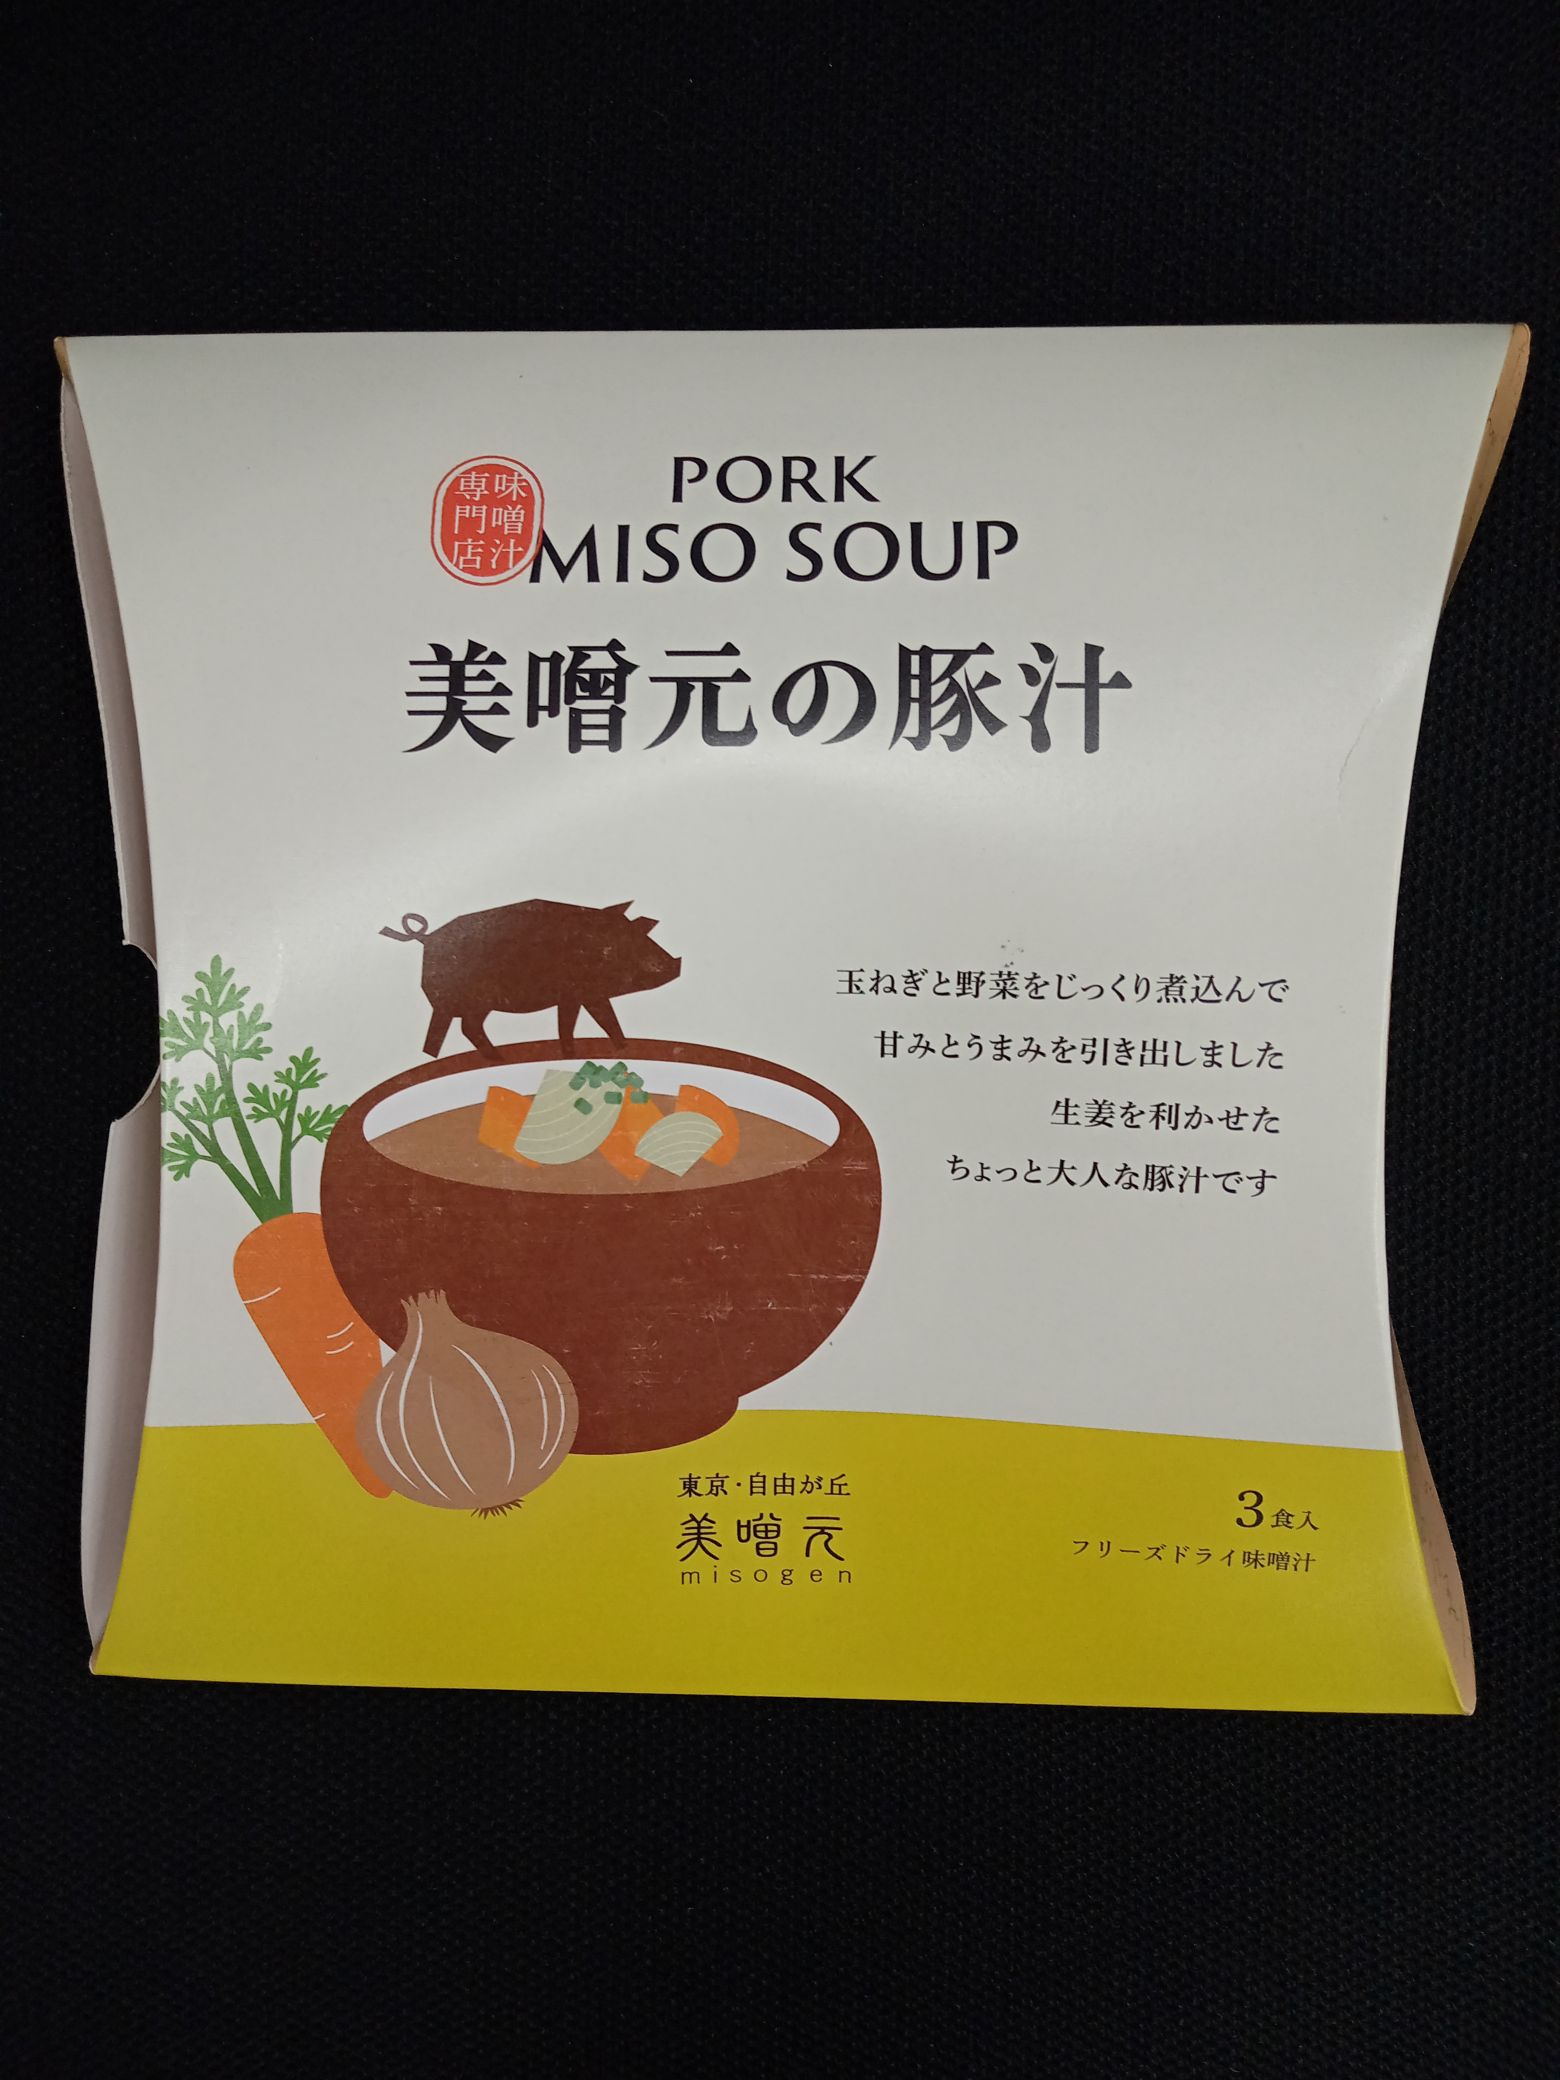 味噌汁
専門店
PORK
MISO SOUP
美噌元の豚汁
玉ねぎと野菜をじっくり煮込んで
甘みとうまみを引き出しました
生姜を利かせた
ちょっと大人な豚汁です
東京・自由が丘
美噌元
misogen
3食入
フリーズドライ味噌汁